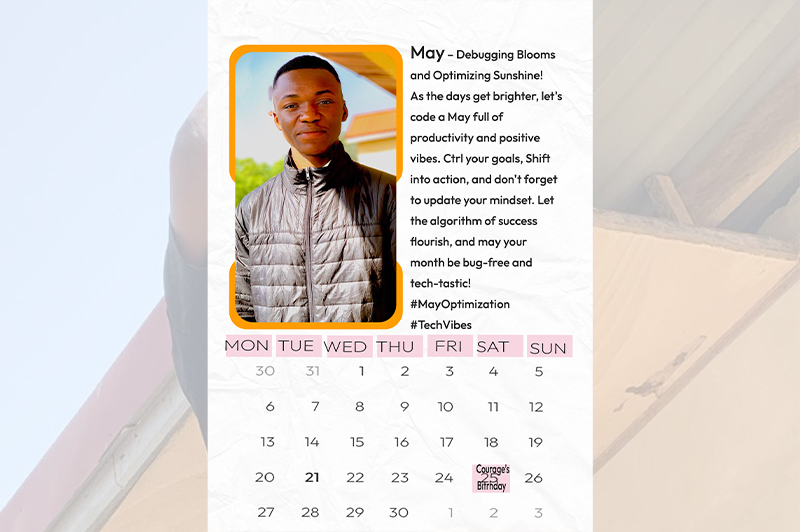 May – Debugging Blooms
and Optimizing Sunshine!
As the days get brighter, let's
code a May full of
productivity and positive
vibes. Ctrl your goals, Shift
into action, and don't forget
to update your mindset. Let
the algorithm of success
flourish, and may your
month be bug-free and
tech-tastic!
#MayOptimization
#TechVibes
MON TUE WED THU FRI SAT SUN
30 31 1 2 3 4 5
6 7 8 9 10 11 12
13 14 15 16 17 18 19
Courage's
20 21 22 23 24 25 26
Bitrhday
27 28 29 30 1 2 3